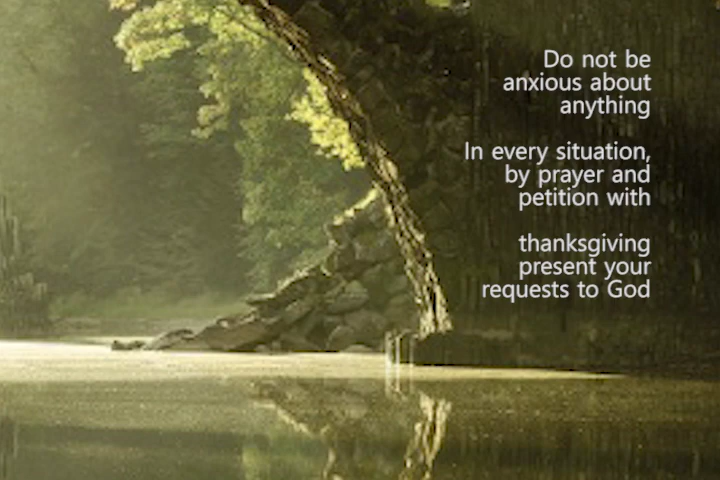 Do not be
anxious about
anything
In every situation,
by prayer and
petition with
thanksgiving
present your
requests to God